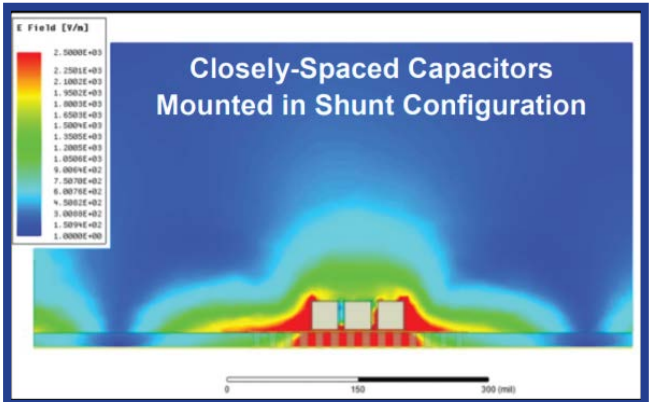 E Field [V/m]
2.5000E+03
2.2501E+03
2.1002E+03
1.9502E+03
1.8003E+03
1.6503E+03
1.5004E+03
1.3505E+03
1.2005E+03
1.0506E+03
9.0064E+02
7.5070E+02
6.0076E+02
4.5082E+02
3.0088E+02
1.5094E+02
1.0000E+00
Closely-Spaced Capacitors
Mounted in Shunt Configuration
0 150 300 (mil)